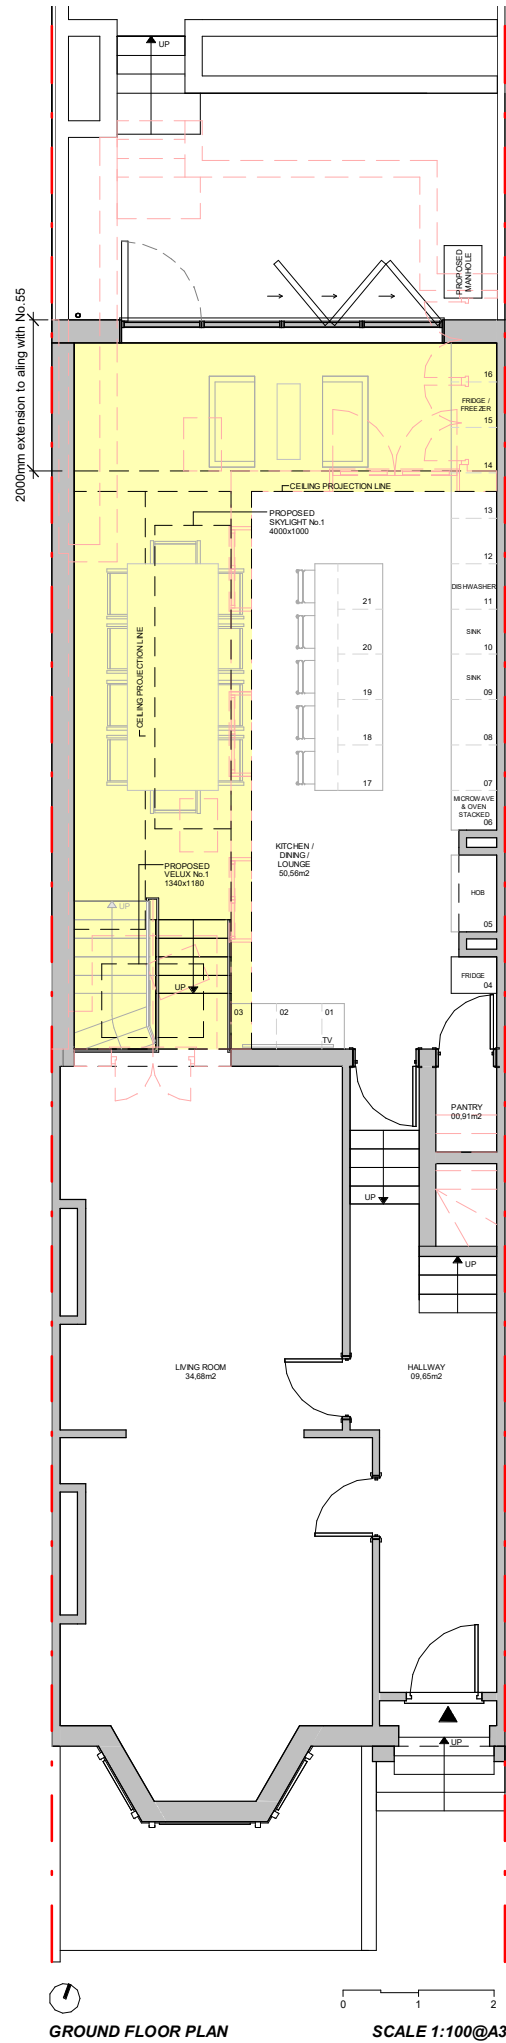 UP
PROPOSED
MANHOLE
2000mm extension to aling with No.55
16
FRIDGE /
FREEZER
15
14
CEILING PROJECTION LINE
PROPOSED
SKYLIGHT No.1
4000x1000
13
12
DISHWASHER
11
SINK
10
SINK
09
08
07
MICROWAVE
& OVEN
STACKED
06
21
20
19
18
17
CEILING PROJECTION LINE
KITCHEN /
DINING /
LOUNGE
50,56m2
PROPOSED
VELUX No.1
1340x1180
HOB
05
UP
UP
FRIDGE
04
03
02
01
TV
PANTRY
00,91m2
UP
UP
LIVING ROOM
34,68m2
HALLWAY
09,65m2
UP
0
1
2
GROUND FLOOR PLAN
SCALE 1:100@A3